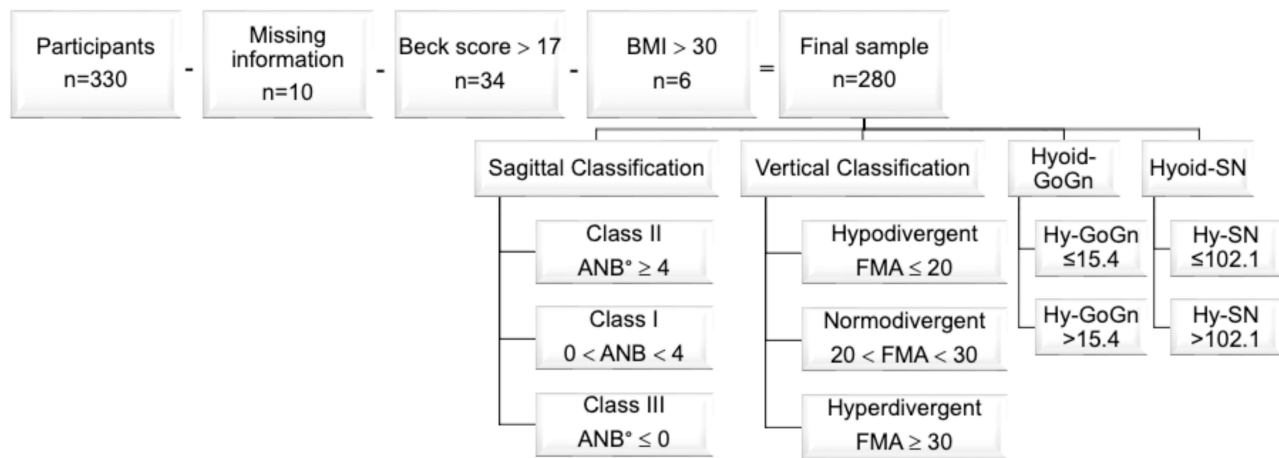 Participants
n=330
-
Missing
information
n=10
-
Beck score > 17
n=34
-
BMI > 30
n=6
=
Final sample
n=280
Sagittal Classification
Class II
ANB° ≥ 4
Class I
0 < ANB < 4
Class III
ANB° ≤ 0
Vertical Classification
Hypodivergent
FMA ≤ 20
Normodivergent
20 < FMA < 30
Hyperdivergent
FMA ≥ 30
Hyoid-
GoGn
Hy-GoGn
≤15.4
Hy-GoGn
>15.4
Hyoid-SN
Hy-SN
≤102.1
Hy-SN
>102.1